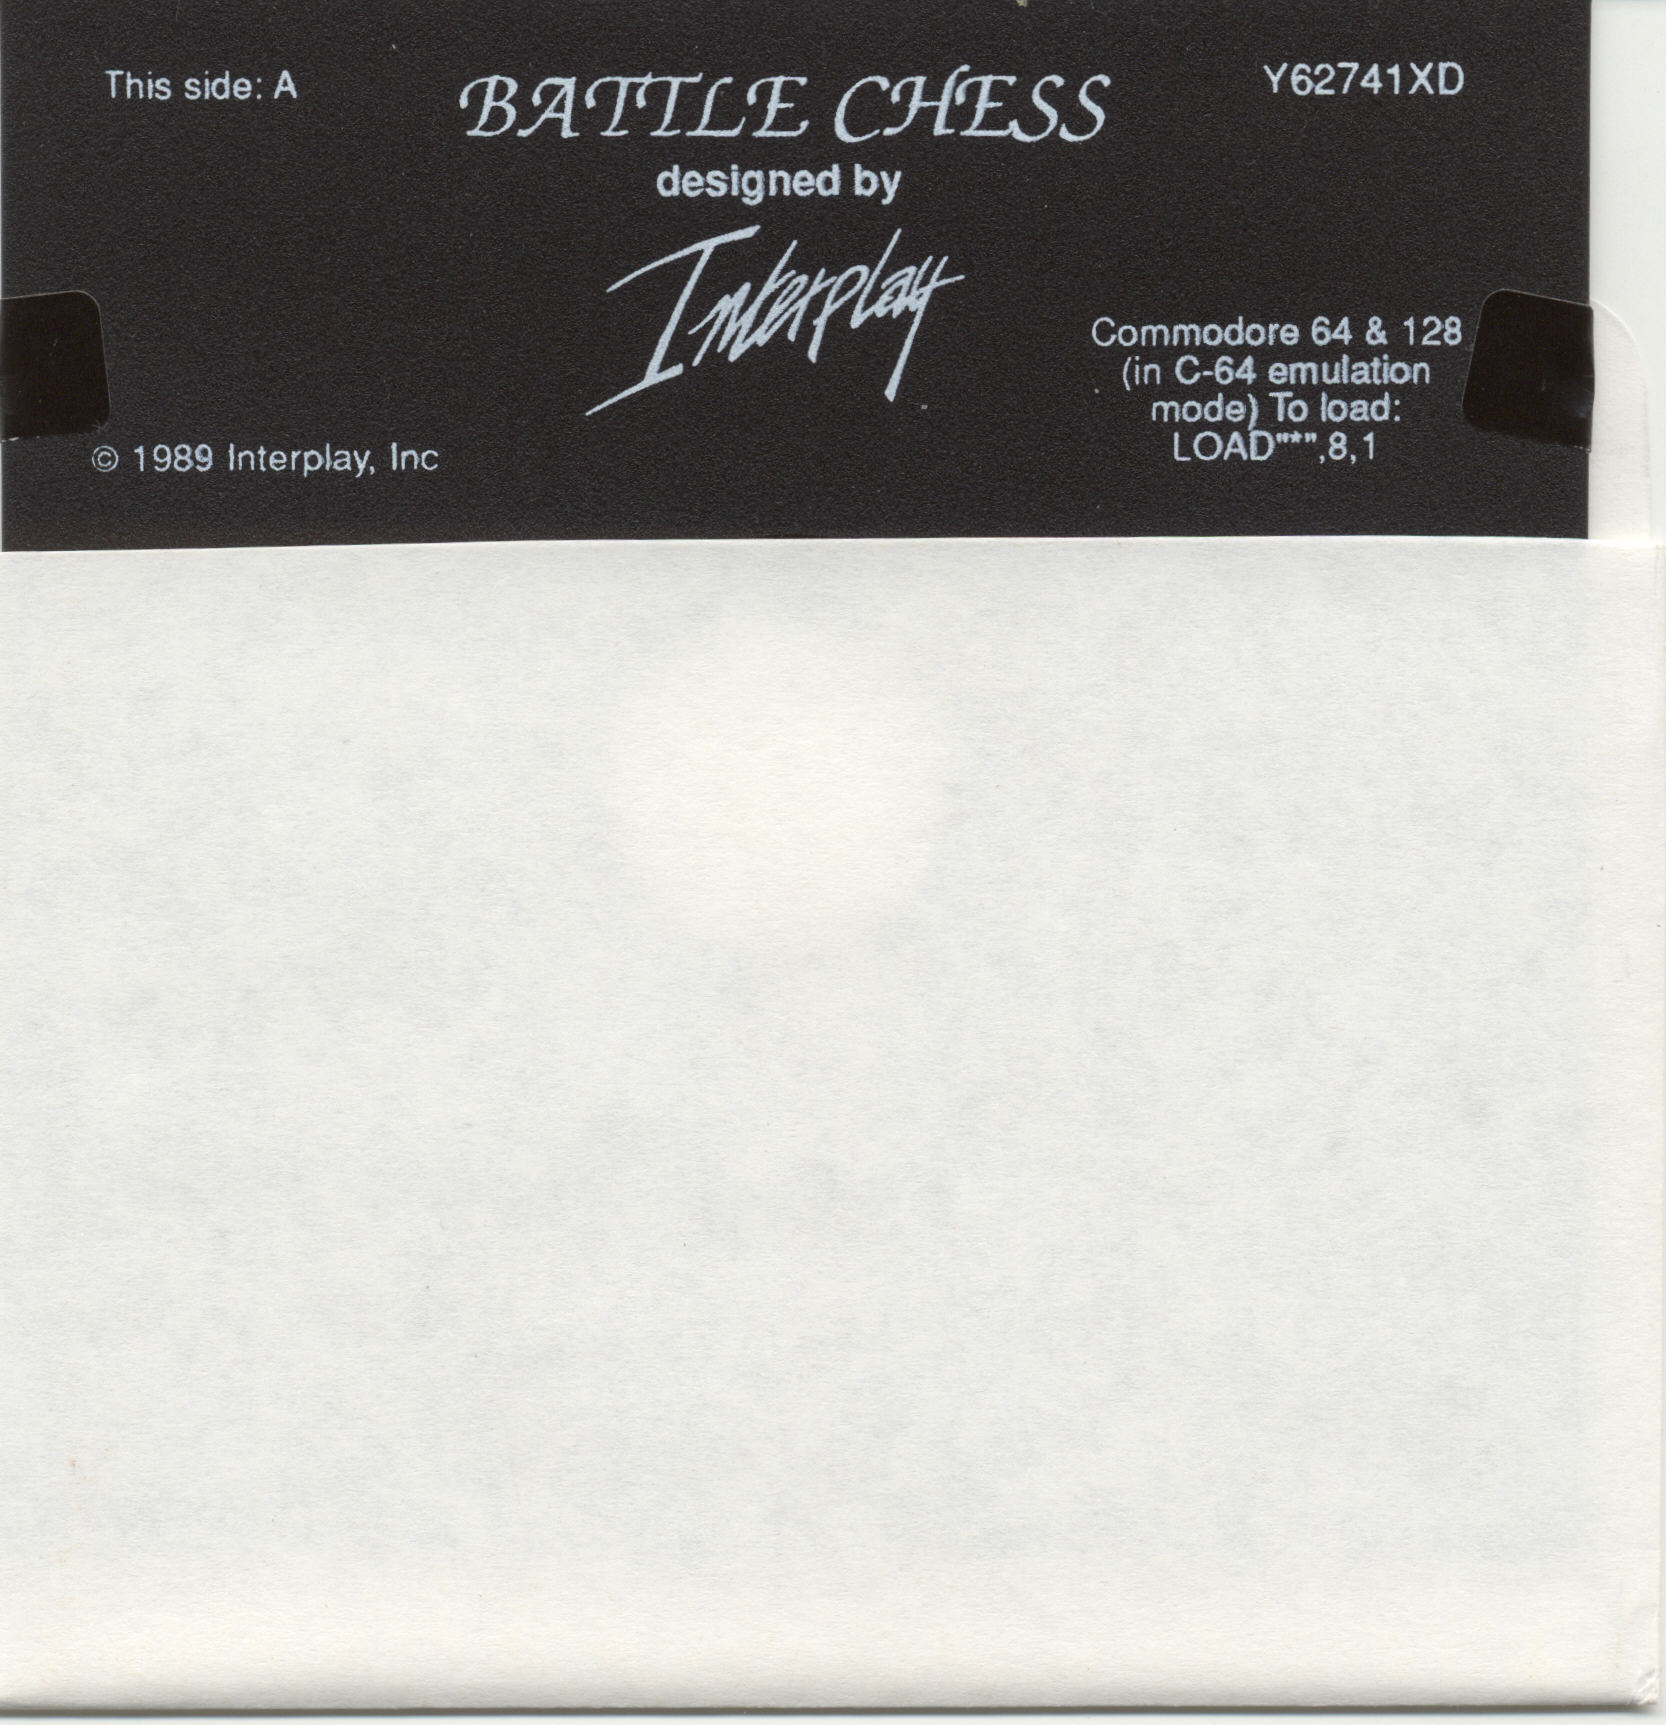 This side: A
BATTLE CHESS
Y62741XD
designed by
Interplay
Commodore 64 & 128
(in C-64 emulation
mode) To load:
LOAD"*",8,1
© 1989 Interplay, Inc